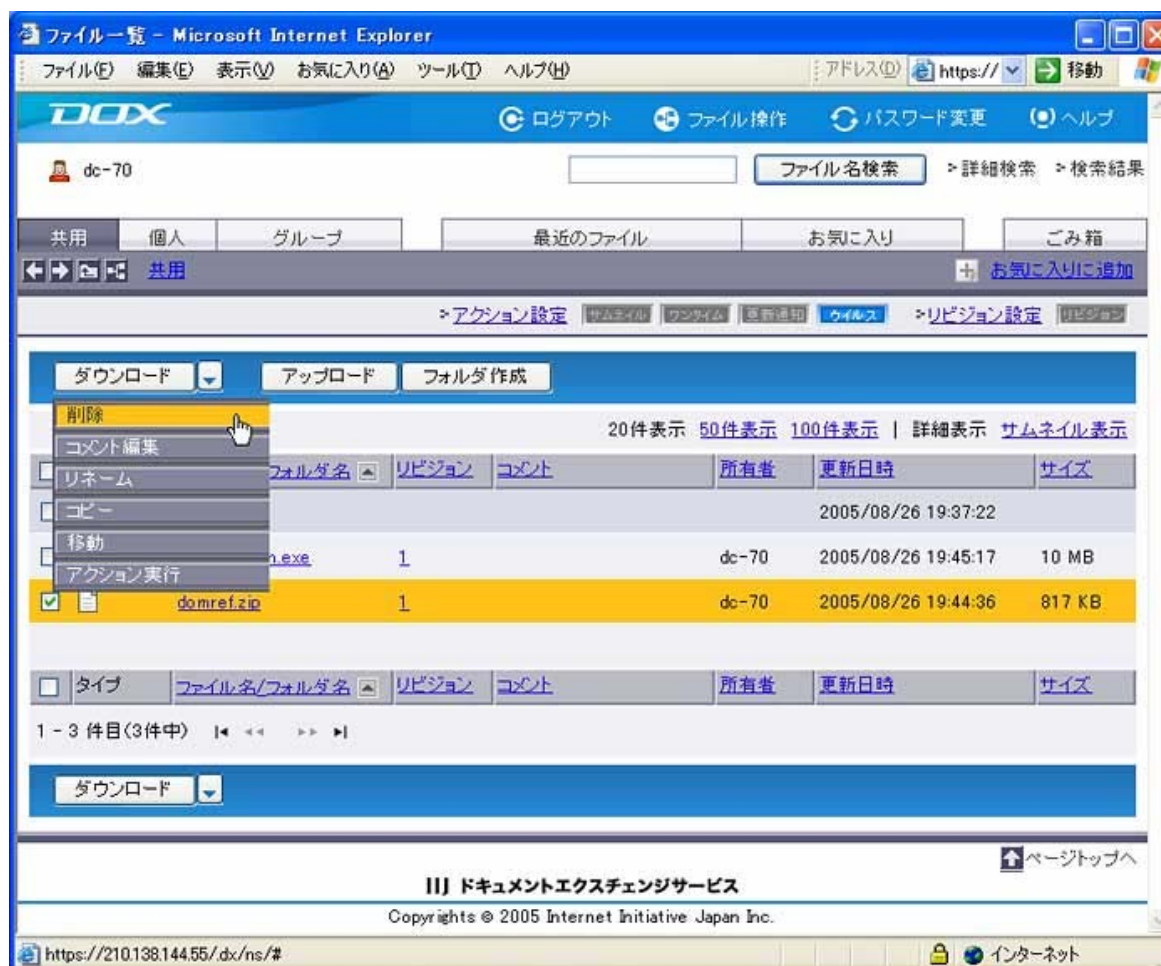 ファイル一覧 - Microsoft Internet Explorer
ファイル(F) 編集(E) 表示(V) お気に入り(A) ツール(T) ヘルプ(H) アドレス(D) https:// 移動
DOX ログアウト ファイル操作 パスワード変更 ヘルプ
dc-70 ファイル名検索 >詳細検索 >検索結果
共用 個人 グループ 最近のファイル お気に入り ごみ箱
共用 お気に入りに追加
>アクション設定 サムネイル ワンタイム 更新通知 ウイルス >リビジョン設定 リビジョン
ダウンロード アップロード フォルダ作成
削除
20件表示 50件表示 100件表示 | 詳細表示 サムネイル表示
コメント編集
フォルダ名 リビジョン コメント 所有者 更新日時 サイズ
リネーム
コピー
2005/08/26 19:37:22
移動
.exe 1 dc-70 2005/08/26 19:45:17 10 MB
アクション実行
domref.zip 1 dc-70 2005/08/26 19:44:36 817 KB
タイプ ファイル名/フォルダ名 リビジョン コメント 所有者 更新日時 サイズ
1 - 3 件目(3件中)
ダウンロード
ページトップへ
IIJ ドキュメントエクスチェンジサービス
Copyrights © 2005 Internet Initiative Japan Inc.
https://210.138.144.55/.dx/ns/# インターネット